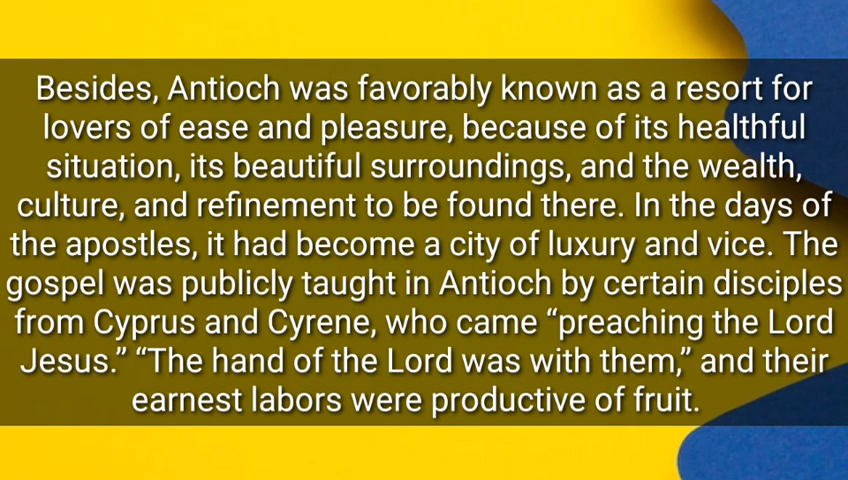 Besides, Antioch was favorably known as a resort for
lovers of ease and pleasure, because of its healthful
situation, its beautiful surroundings, and the wealth,
culture, and refinement to be found there. In the days of
the apostles, it had become a city of luxury and vice. The
gospel was publicly taught in Antioch by certain disciples
from Cyprus and Cyrene, who came “preaching the Lord
Jesus.” “The hand of the Lord was with them,” and their
earnest labors were productive of fruit.